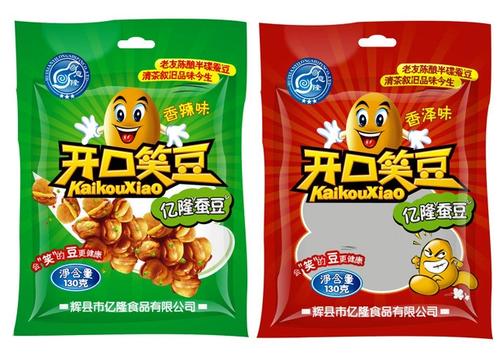 老友陈酿半碟蚕豆
清茶叙旧品味今生
香辣味
开口笑豆
KaikouXiao
亿隆蚕豆
会"笑"的豆更健康
淨含量
130克
辉县市亿隆食品有限公司
老友陈酿半碟蚕豆
清茶叙旧品味今生
香泽味
开口笑豆
KaikouXiao
亿隆蚕豆
会"笑"的豆更健康
淨含量
130克
辉县市亿隆食品有限公司